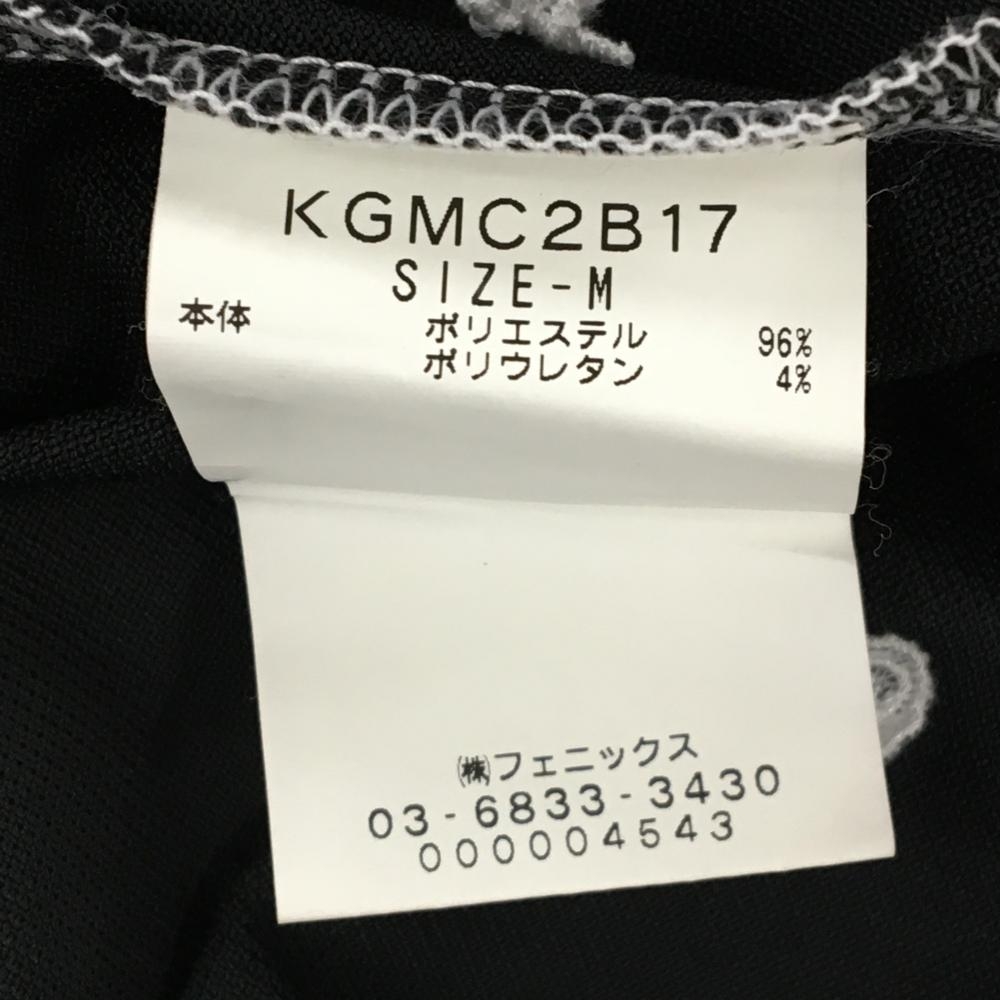 KGMC2B17
SIZE-M
本体 ポリエステル 96%
ポリウレタン 4%
㈱フェニックス
03-6833-3430
000004543